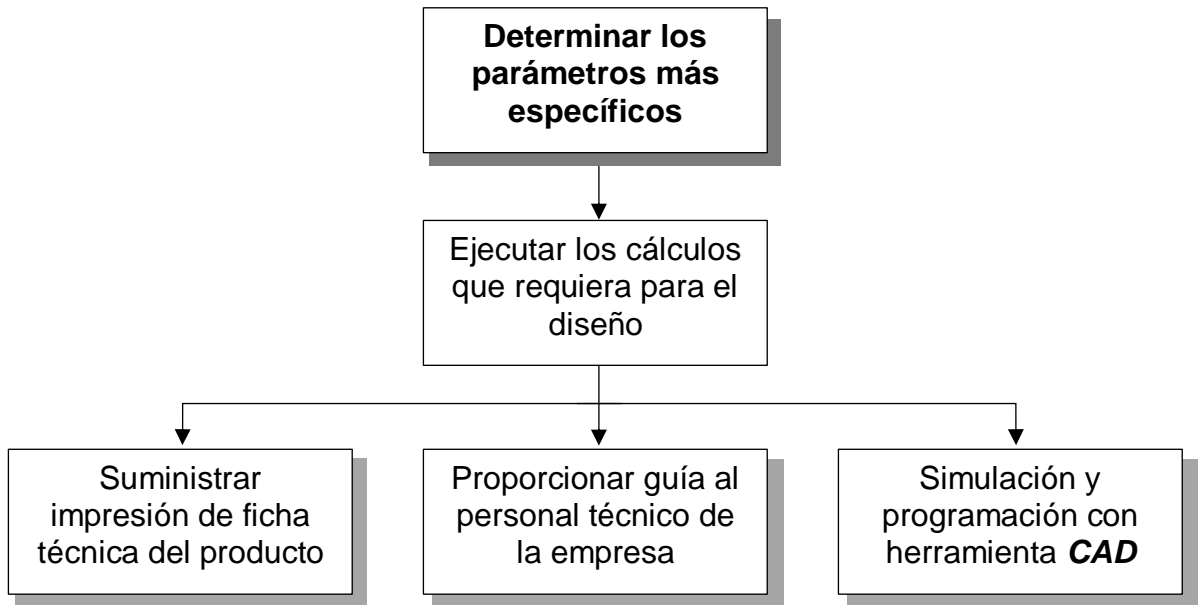 Determinar los
parámetros más
específicos
Ejecutar los cálculos
que requiera para el
diseño
Suministrar
impresión de ficha
técnica del producto
Proporcionar guía al
personal técnico de
la empresa
Simulación y
programación con
herramienta CAD